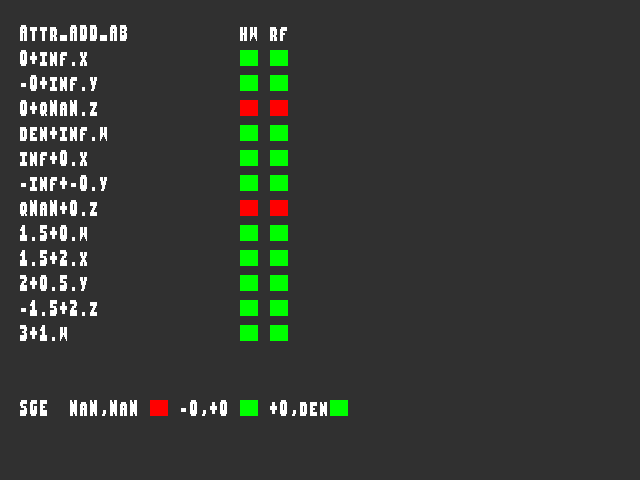 ATTR_ADD_AB HW RF
0+INF.X
-0+INF.Y
0+QNAN.Z
DEN+INF.W
INF+0.X
-INF+-0.Y
QNAN+0.Z
1.5+0.W
1.5+2.X
2+0.5.Y
-1.5+2.Z
3+1.W
SGE NAN,NAN -0,+0 +0,DEN